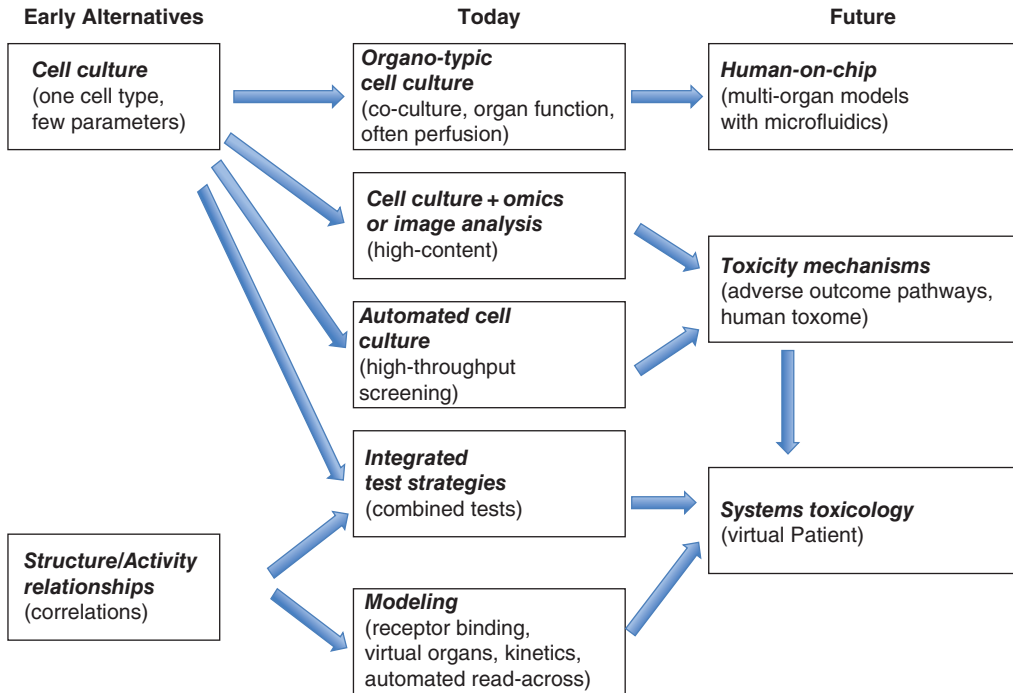 Early Alternatives
Today
Future
Cell culture
(one cell type,
few parameters)
Organo-typic
cell culture
(co-culture, organ function,
often perfusion)
Human-on-chip
(multi-organ models
with microfluidics)
Cell culture + omics
or image analysis
(high-content)
Toxicity mechanisms
(adverse outcome pathways,
human toxome)
Automated cell
culture
(high-throughput
screening)
Integrated
test strategies
(combined tests)
Systems toxicology
(virtual Patient)
Structure/Activity
relationships
(correlations)
Modeling
(receptor binding,
virtual organs, kinetics,
automated read-across)